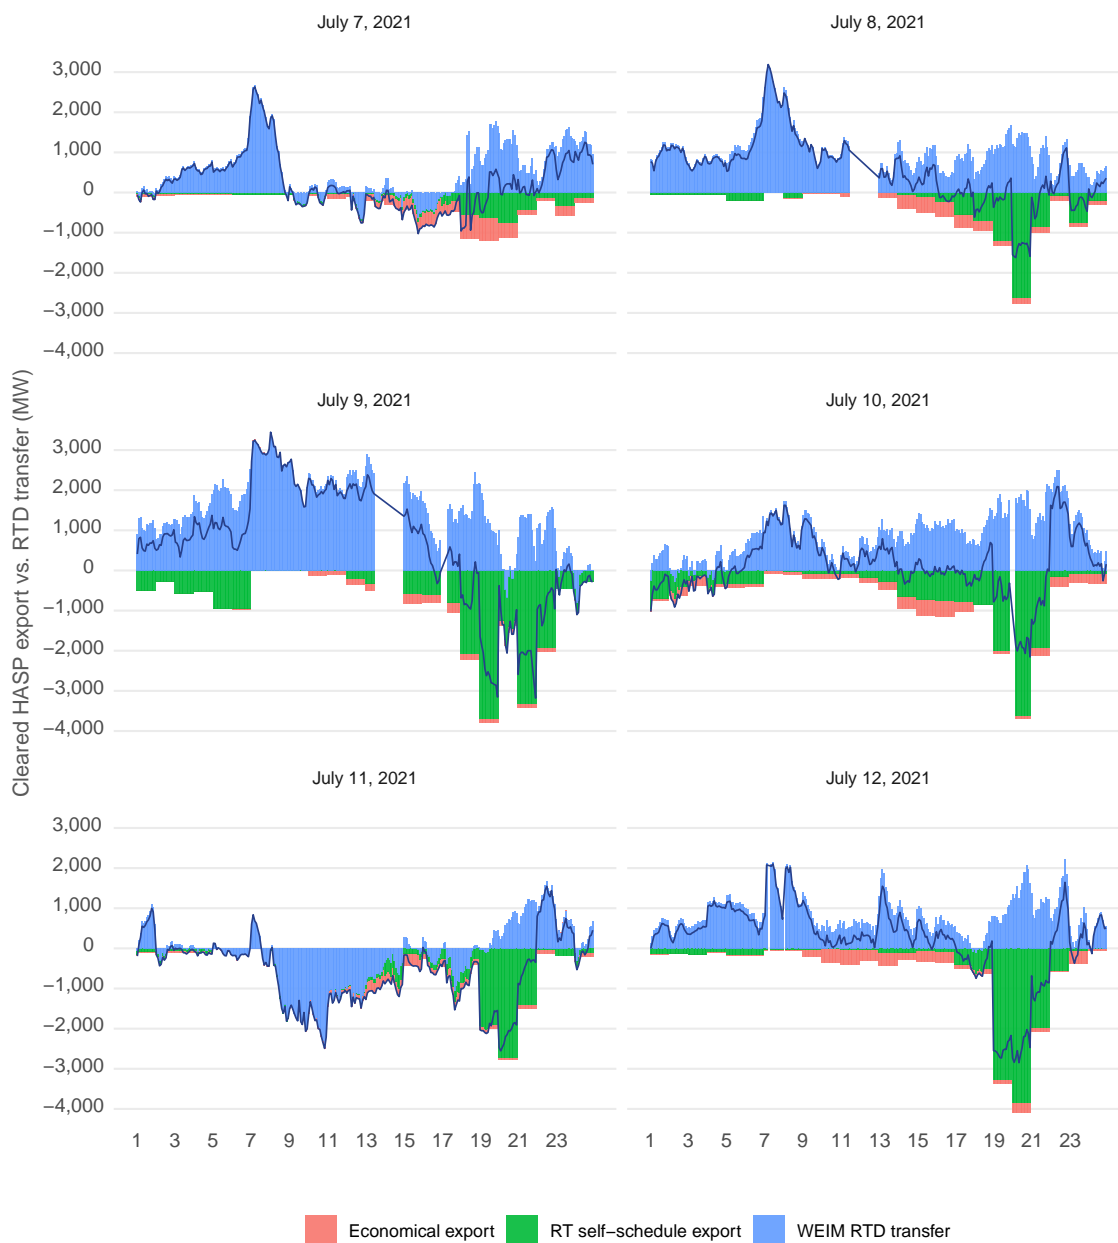 July 7, 2021
July 8, 2021
3,000
2,000
1,000
0
−1,000
−2,000
−3,000
−4,000
Cleared HASP export vs. RTD transfer (MW)
July 9, 2021
July 10, 2021
3,000
2,000
1,000
0
−1,000
−2,000
−3,000
−4,000
July 11, 2021
July 12, 2021
3,000
2,000
1,000
0
−1,000
−2,000
−3,000
−4,000
1 3 5 7 9 11 13 15 17 19 21 23
1 3 5 7 9 11 13 15 17 19 21 23
Economical export
RT self−schedule export
WEIM RTD transfer